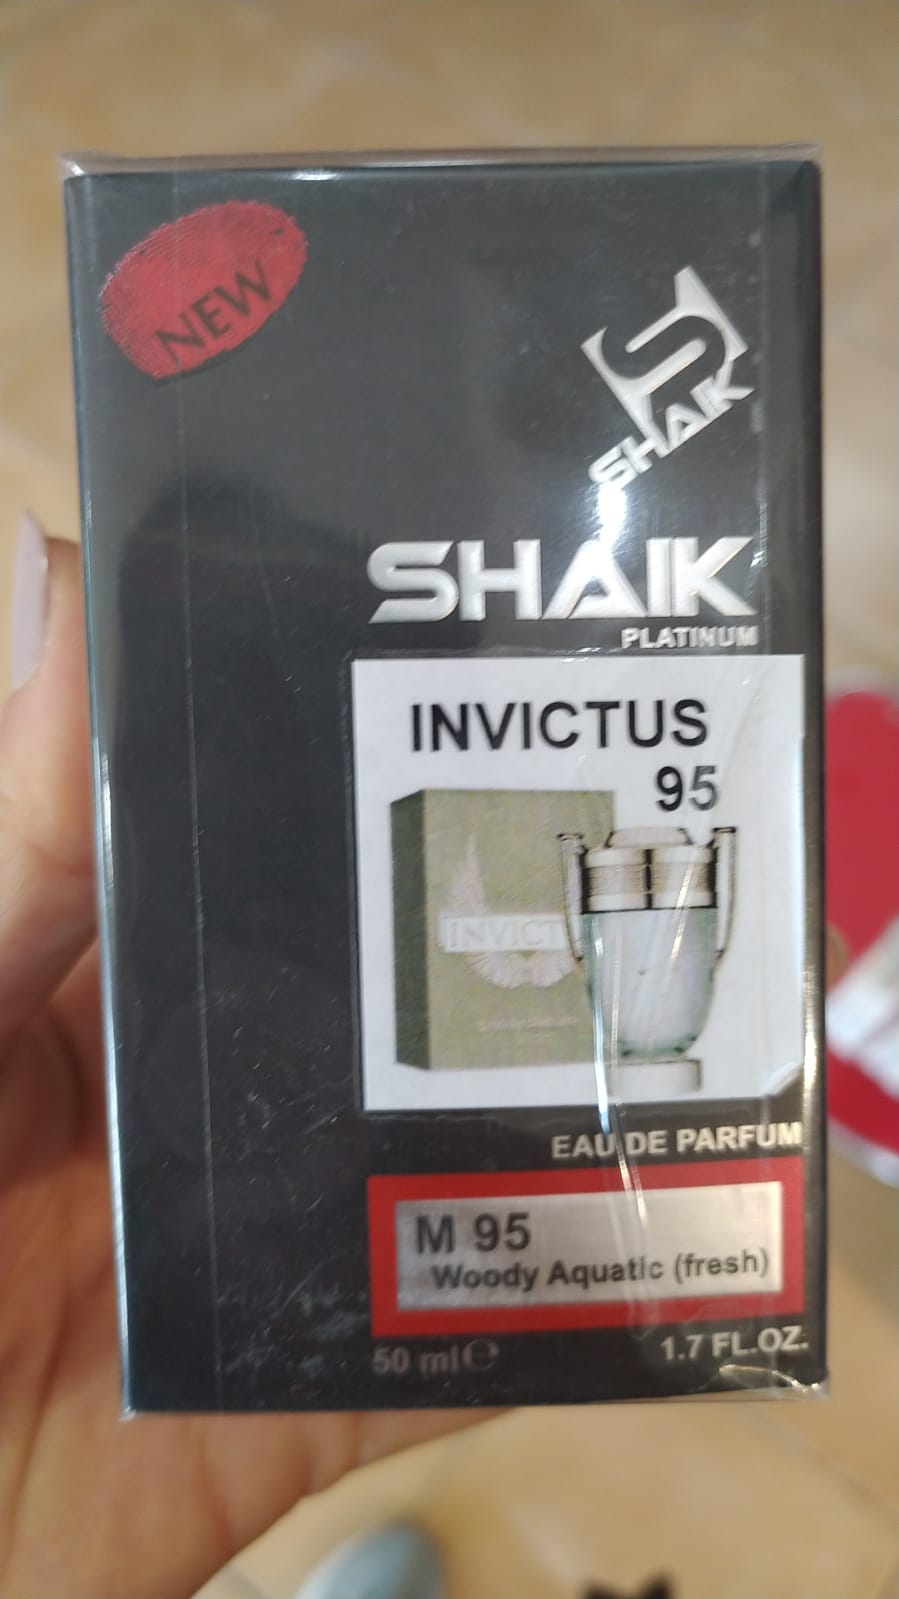 NEW
SHAIK
SHAIK
PLATINUM
INVICTUS
95
INVICT
EAU DE PARFUM
M 95
Woody Aquatic (fresh)
50 ml e
1.7 FL.OZ.